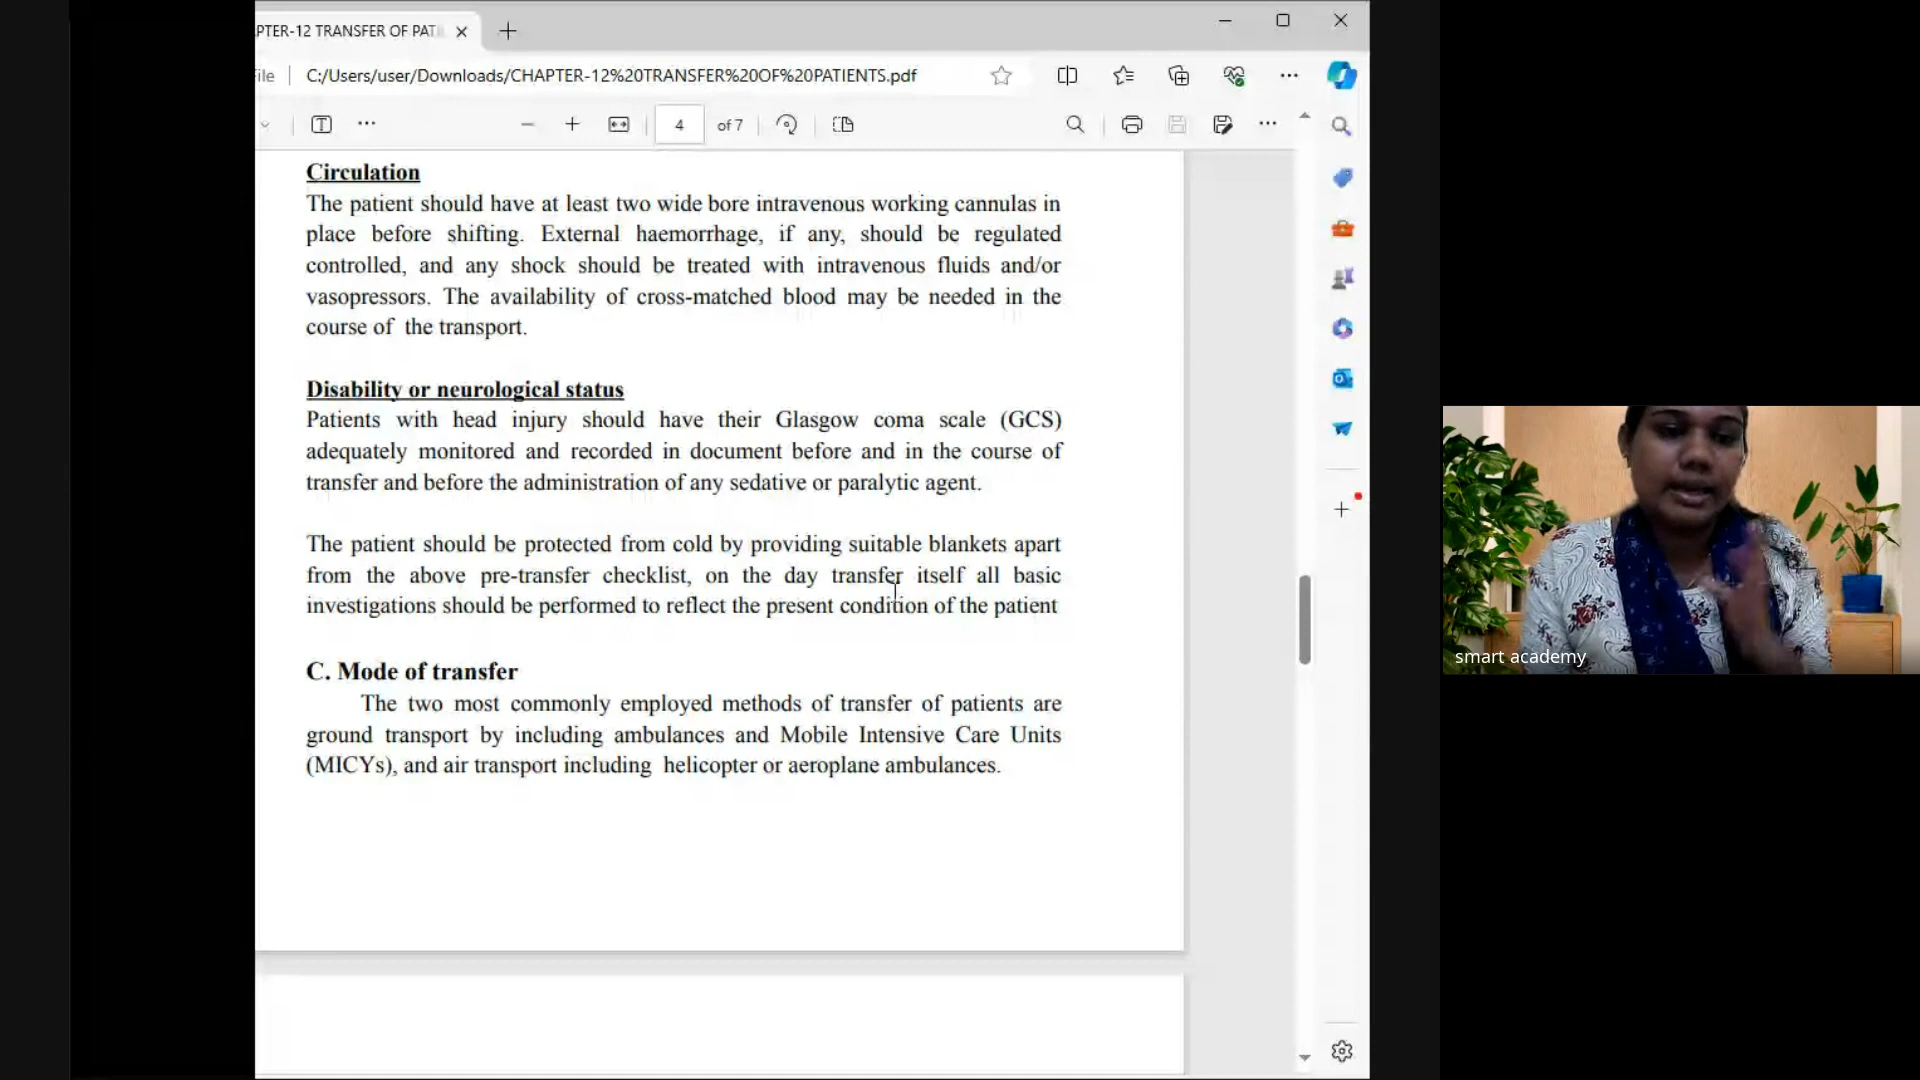 PTER-12 TRANSFER OF PAT
File
C:/Users/user/Downloads/CHAPTER-12%20TRANSFER%20OF%20PATIENTS.pdf
4 of 7
Circulation
The patient should have at least two wide bore intravenous working cannulas in
place before shifting. External haemorrhage, if any, should be regulated
controlled, and any shock should be treated with intravenous fluids and/or
vasopressors. The availability of cross-matched blood may be needed in the
course of the transport.
Disability or neurological status
Patients with head injury should have their Glasgow coma scale (GCS)
adequately monitored and recorded in document before and in the course of
transfer and before the administration of any sedative or paralytic agent.
The patient should be protected from cold by providing suitable blankets apart
from the above pre-transfer checklist, on the day transfer itself all basic
investigations should be performed to reflect the present condition of the patient
C. Mode of transfer
The two most commonly employed methods of transfer of patients are
ground transport by including ambulances and Mobile Intensive Care Units
(MICYs), and air transport including helicopter or aeroplane ambulances.
smart academy